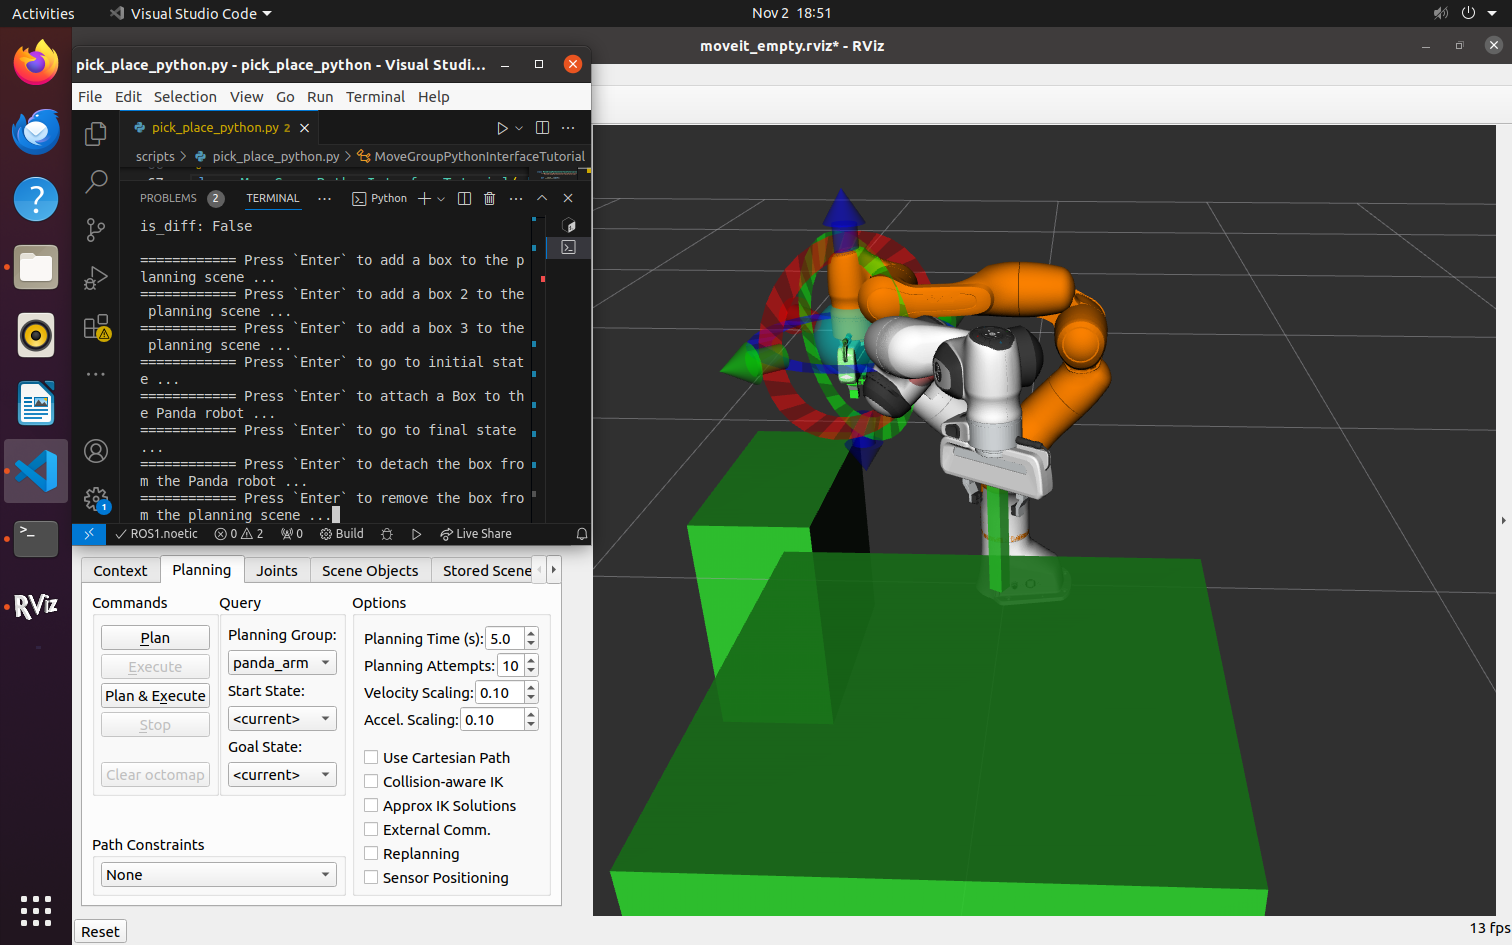 Activities
Visual Studio Code
Nov 2 18:51
moveit_empty.rviz* - RViz
pick_place_python.py - pick_place_python - Visual Studi...
File Edit Selection View Go Run Terminal Help
pick_place_python.py 2
scripts > pick_place_python.py > MoveGroupPythonInterfaceTutorial
PROBLEMS 2 TERMINAL ... Python
is_diff: False
============ Press `Enter` to add a box to the p
lanning scene ...
============ Press `Enter` to add a box 2 to the
planning scene ...
============ Press `Enter` to add a box 3 to the
planning scene ...
============ Press `Enter` to go to initial stat
e ...
============ Press `Enter` to attach a Box to th
e Panda robot ...
============ Press `Enter` to go to final state
...
============ Press `Enter` to detach the box fro
m the Panda robot ...
============ Press `Enter` to remove the box fro
m the planning scene ...
1
ROS1.noetic 0 2 0 Build Live Share
Context Planning Joints Scene Objects Stored Scene
Commands
Plan
Execute
Plan & Execute
Stop
Clear octomap
Query
Planning Group:
panda_arm
Start State:
<current>
Goal State:
<current>
Options
Planning Time (s): 5.0
Planning Attempts: 10
Velocity Scaling: 0.10
Accel. Scaling: 0.10
Use Cartesian Path
Collision-aware IK
Approx IK Solutions
External Comm.
Replanning
Sensor Positioning
Path Constraints
None
Reset
13 fps
RViz